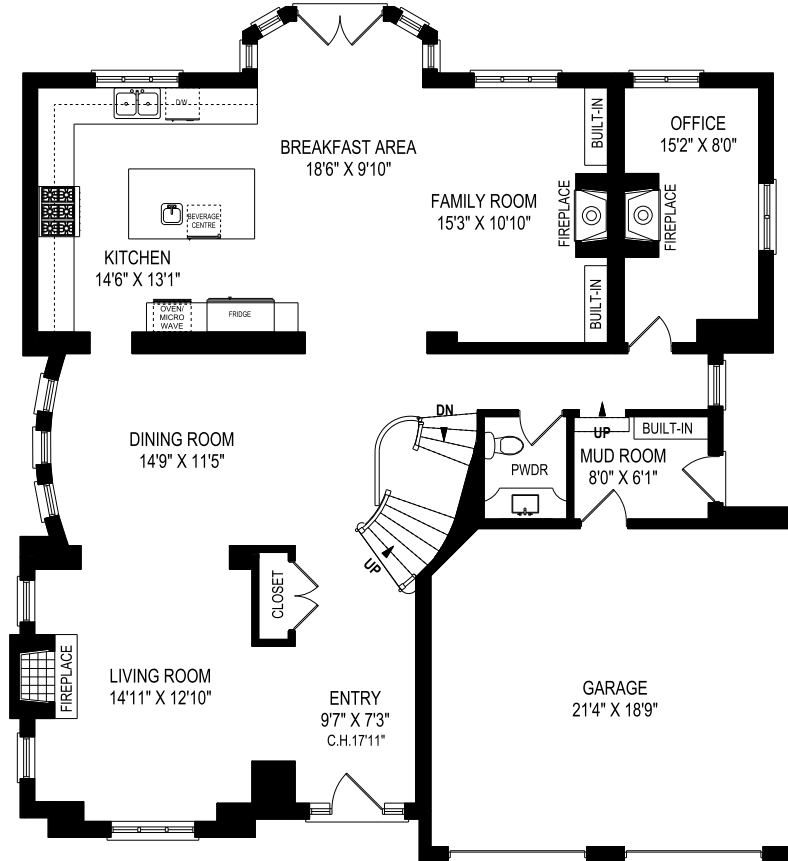 D/W
BUILT-IN
OFFICE
15'2" X 8'0"
BREAKFAST AREA
18'6" X 9'10"
FAMILY ROOM
15'3" X 10'10"
FIREPLACE
FIREPLACE
BEVERAGE
CENTRE
KITCHEN
14'6" X 13'1"
BUILT-IN
OVEN/
MICRO
WAVE
FRIDGE
DN
DINING ROOM
14'9" X 11'5"
UP
BUILT-IN
MUD ROOM
8'0" X 6'1"
PWDR
UP
CLOSET
FIREPLACE
LIVING ROOM
14'11" X 12'10"
ENTRY
9'7" X 7'3"
C.H.17'11"
GARAGE
21'4" X 18'9"